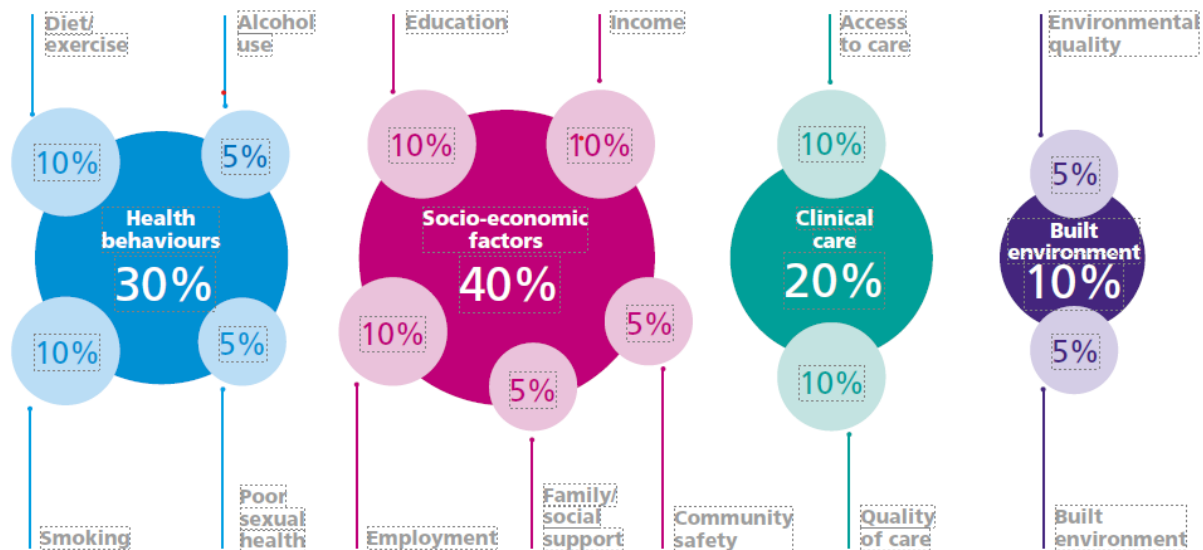 Diet/
exercise
Alcohol
use
Education
Income
Access
to care
Environmental
quality
10%
5%
10%
10%
10%
5%
Health
behaviours
30%
Socio-economic
factors
40%
Clinical
care
20%
Built
environment
10%
10%
5%
10%
5%
5%
10%
5%
Smoking
Poor
sexual
health
Employment
Family/
social
support
Community
safety
Quality
of care
Built
environment